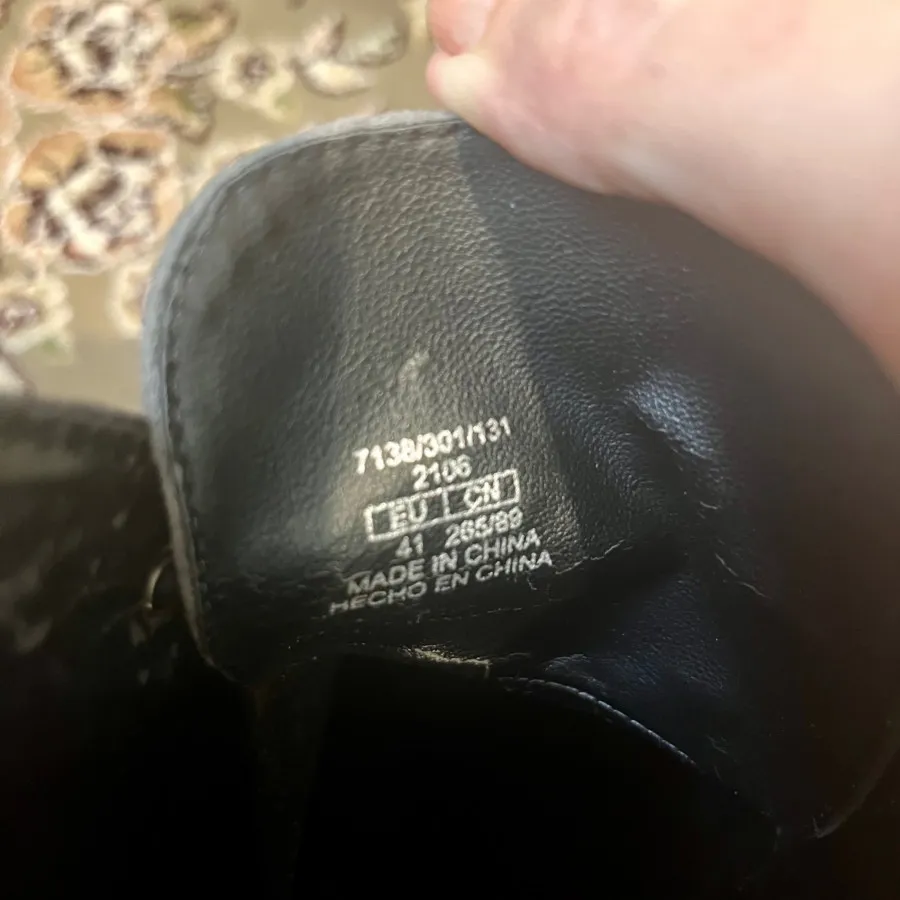 7138/301/131
2106
EU CN
41 265/89
MADE IN CHINA
HECHO EN CHINA